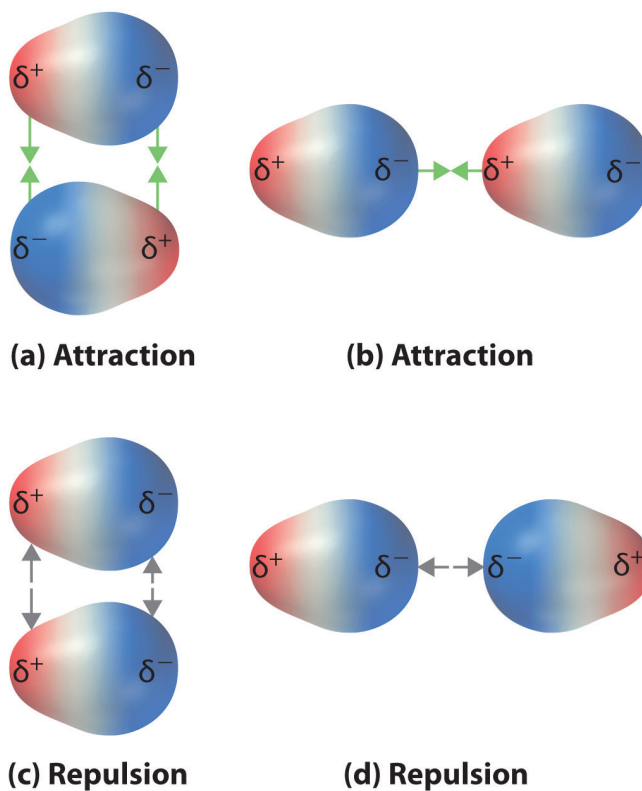 δ⁺ δ⁻
δ⁻ δ⁺
(a) Attraction
δ⁺ δ⁻ δ⁺ δ⁻
(b) Attraction
δ⁺ δ⁻
δ⁺ δ⁻
(c) Repulsion
δ⁺ δ⁻ δ⁻ δ⁺
(d) Repulsion